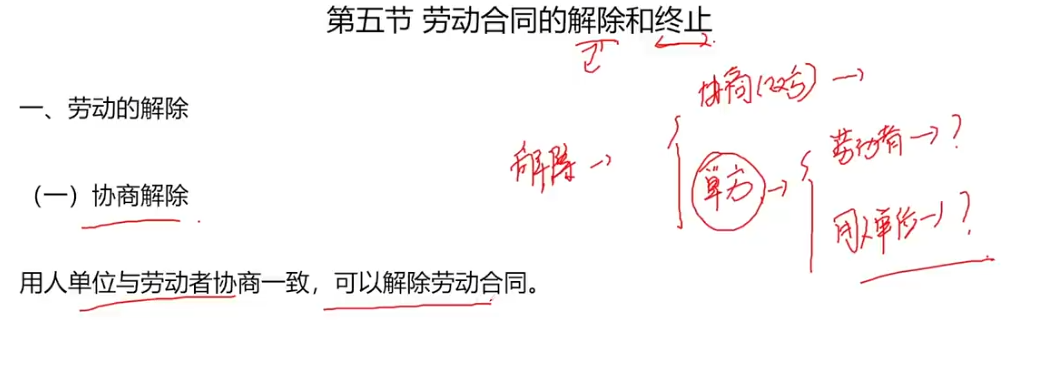 第五节 劳动合同的解除和终止
协商(双方) →
一、劳动的解除
劳动者 → ?
解除 →
(一) 协商解除
单方 →
用人单位 → ?
用人单位与劳动者协商一致，可以解除劳动合同。